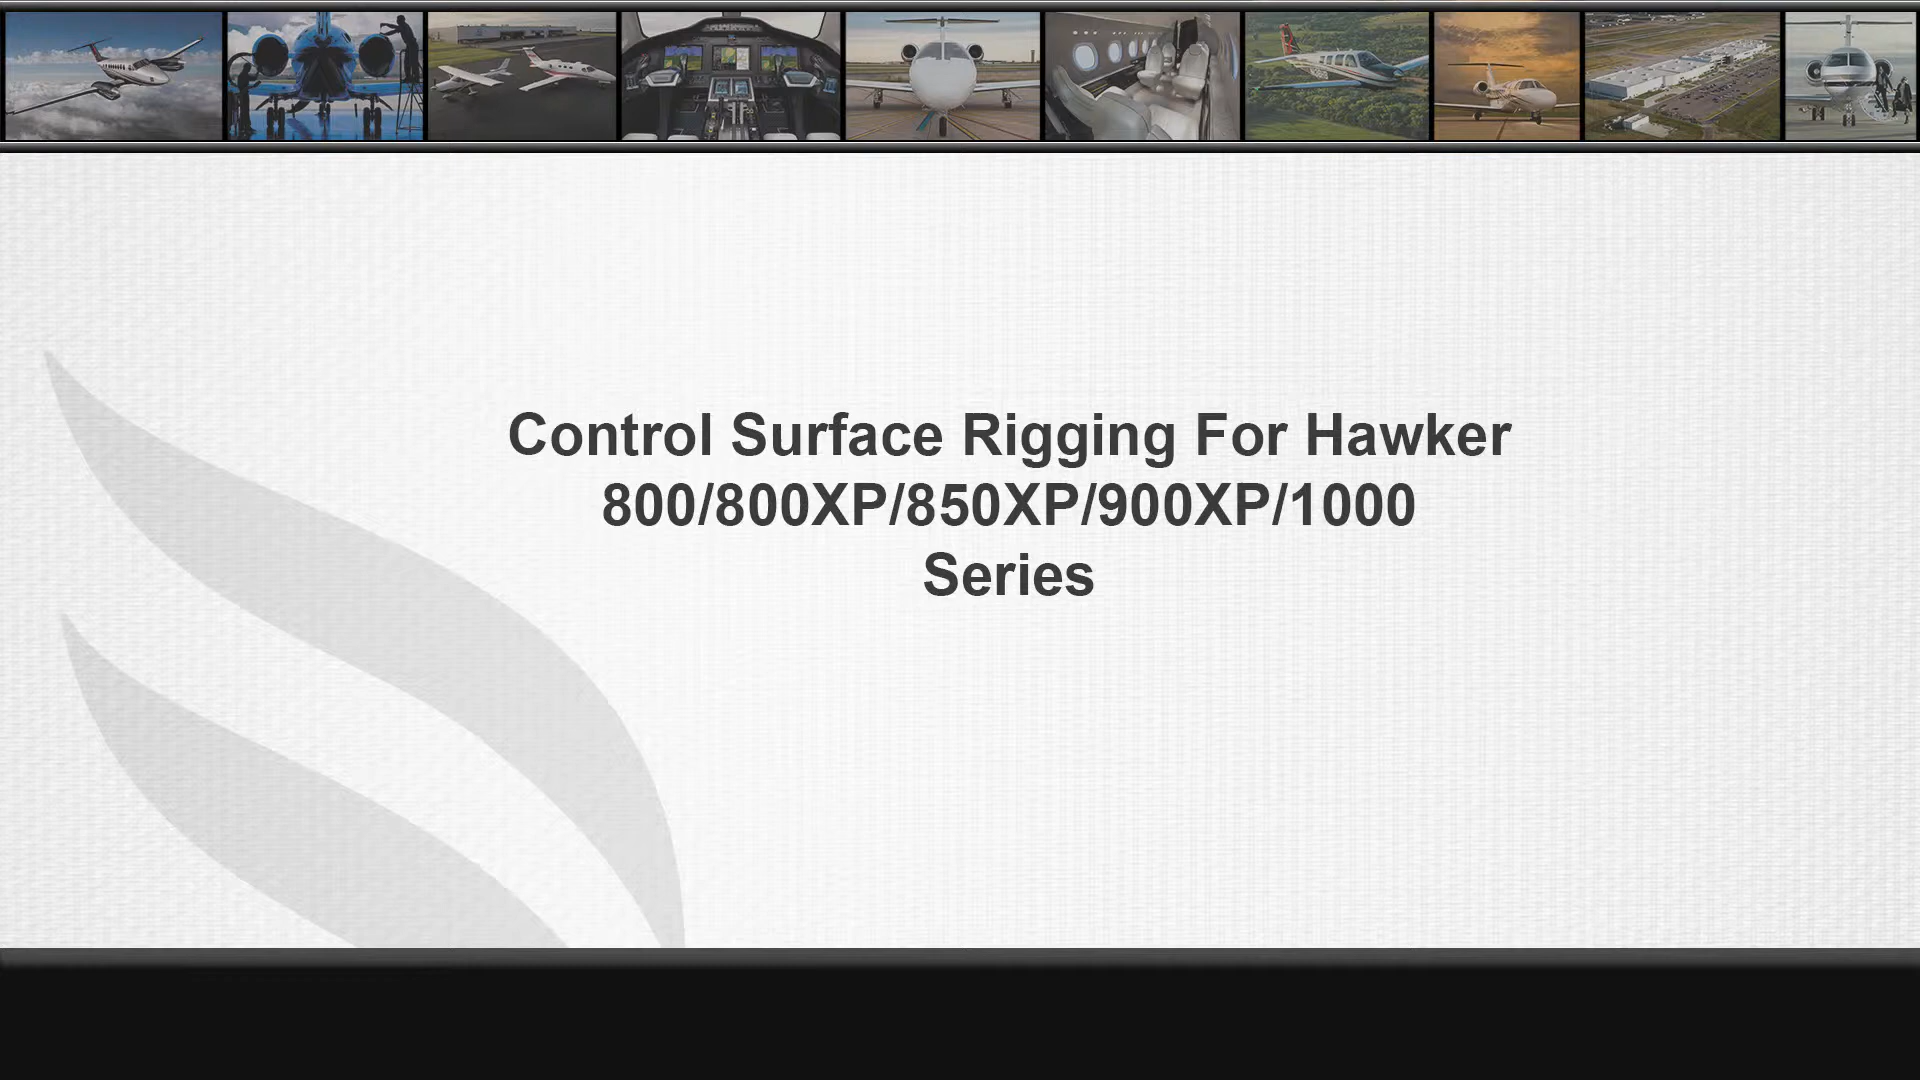 Control Surface Rigging For Hawker
800/800XP/850XP/900XP/1000
Series